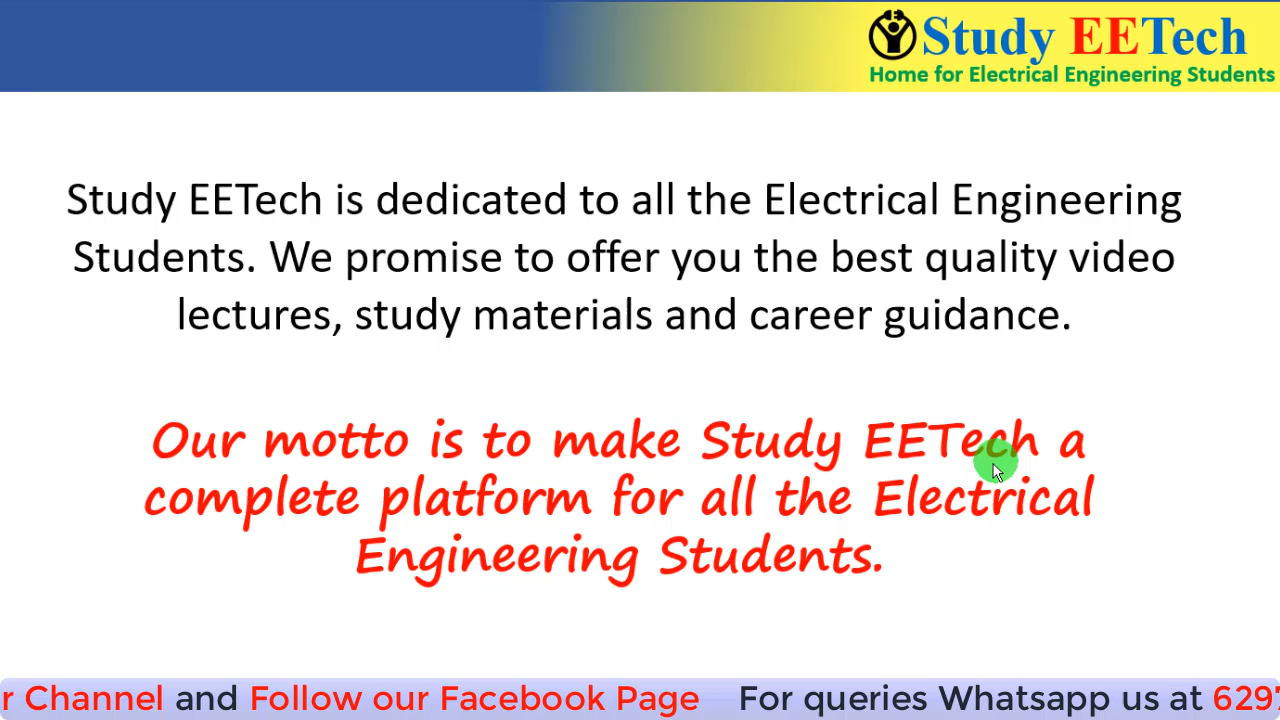 Study EETech
Home for Electrical Engineering Students
Study EETech is dedicated to all the Electrical Engineering
Students. We promise to offer you the best quality video
lectures, study materials and career guidance.
Our motto is to make Study EETech a
complete platform for all the Electrical
Engineering Students.
r Channel and Follow our Facebook Page For queries Whatsapp us at 629